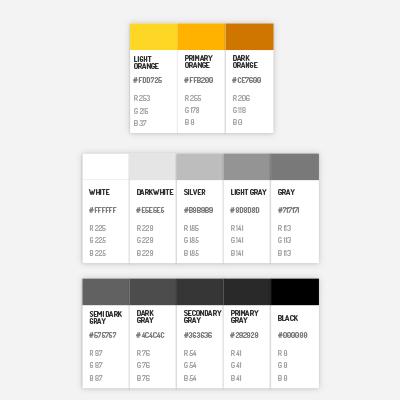 LIGHT ORANGE
#FDD725
R 253
G 215
B 37
PRIMARY ORANGE
#FFB200
R 255
G 178
B 0
DARK ORANGE
#CE7600
R 206
G 118
B 0
WHITE
#FFFFFF
R 225
G 225
B 225
DARKWHITE
#E5E5E5
R 229
G 229
B 229
SILVER
#B9B9B9
R 185
G 185
B 185
LIGHT GRAY
#8D8D8D
R 141
G 141
B 141
GRAY
#717171
R 113
G 113
B 113
SEMI DARK GRAY
#575757
R 87
G 87
B 87
DARK GRAY
#4C4C4C
R 76
G 76
B 76
SECONDARY GRAY
#363636
R 54
G 54
B 54
PRIMARY GRAY
#292929
R 41
G 41
B 41
BLACK
#000000
R 0
G 0
B 0